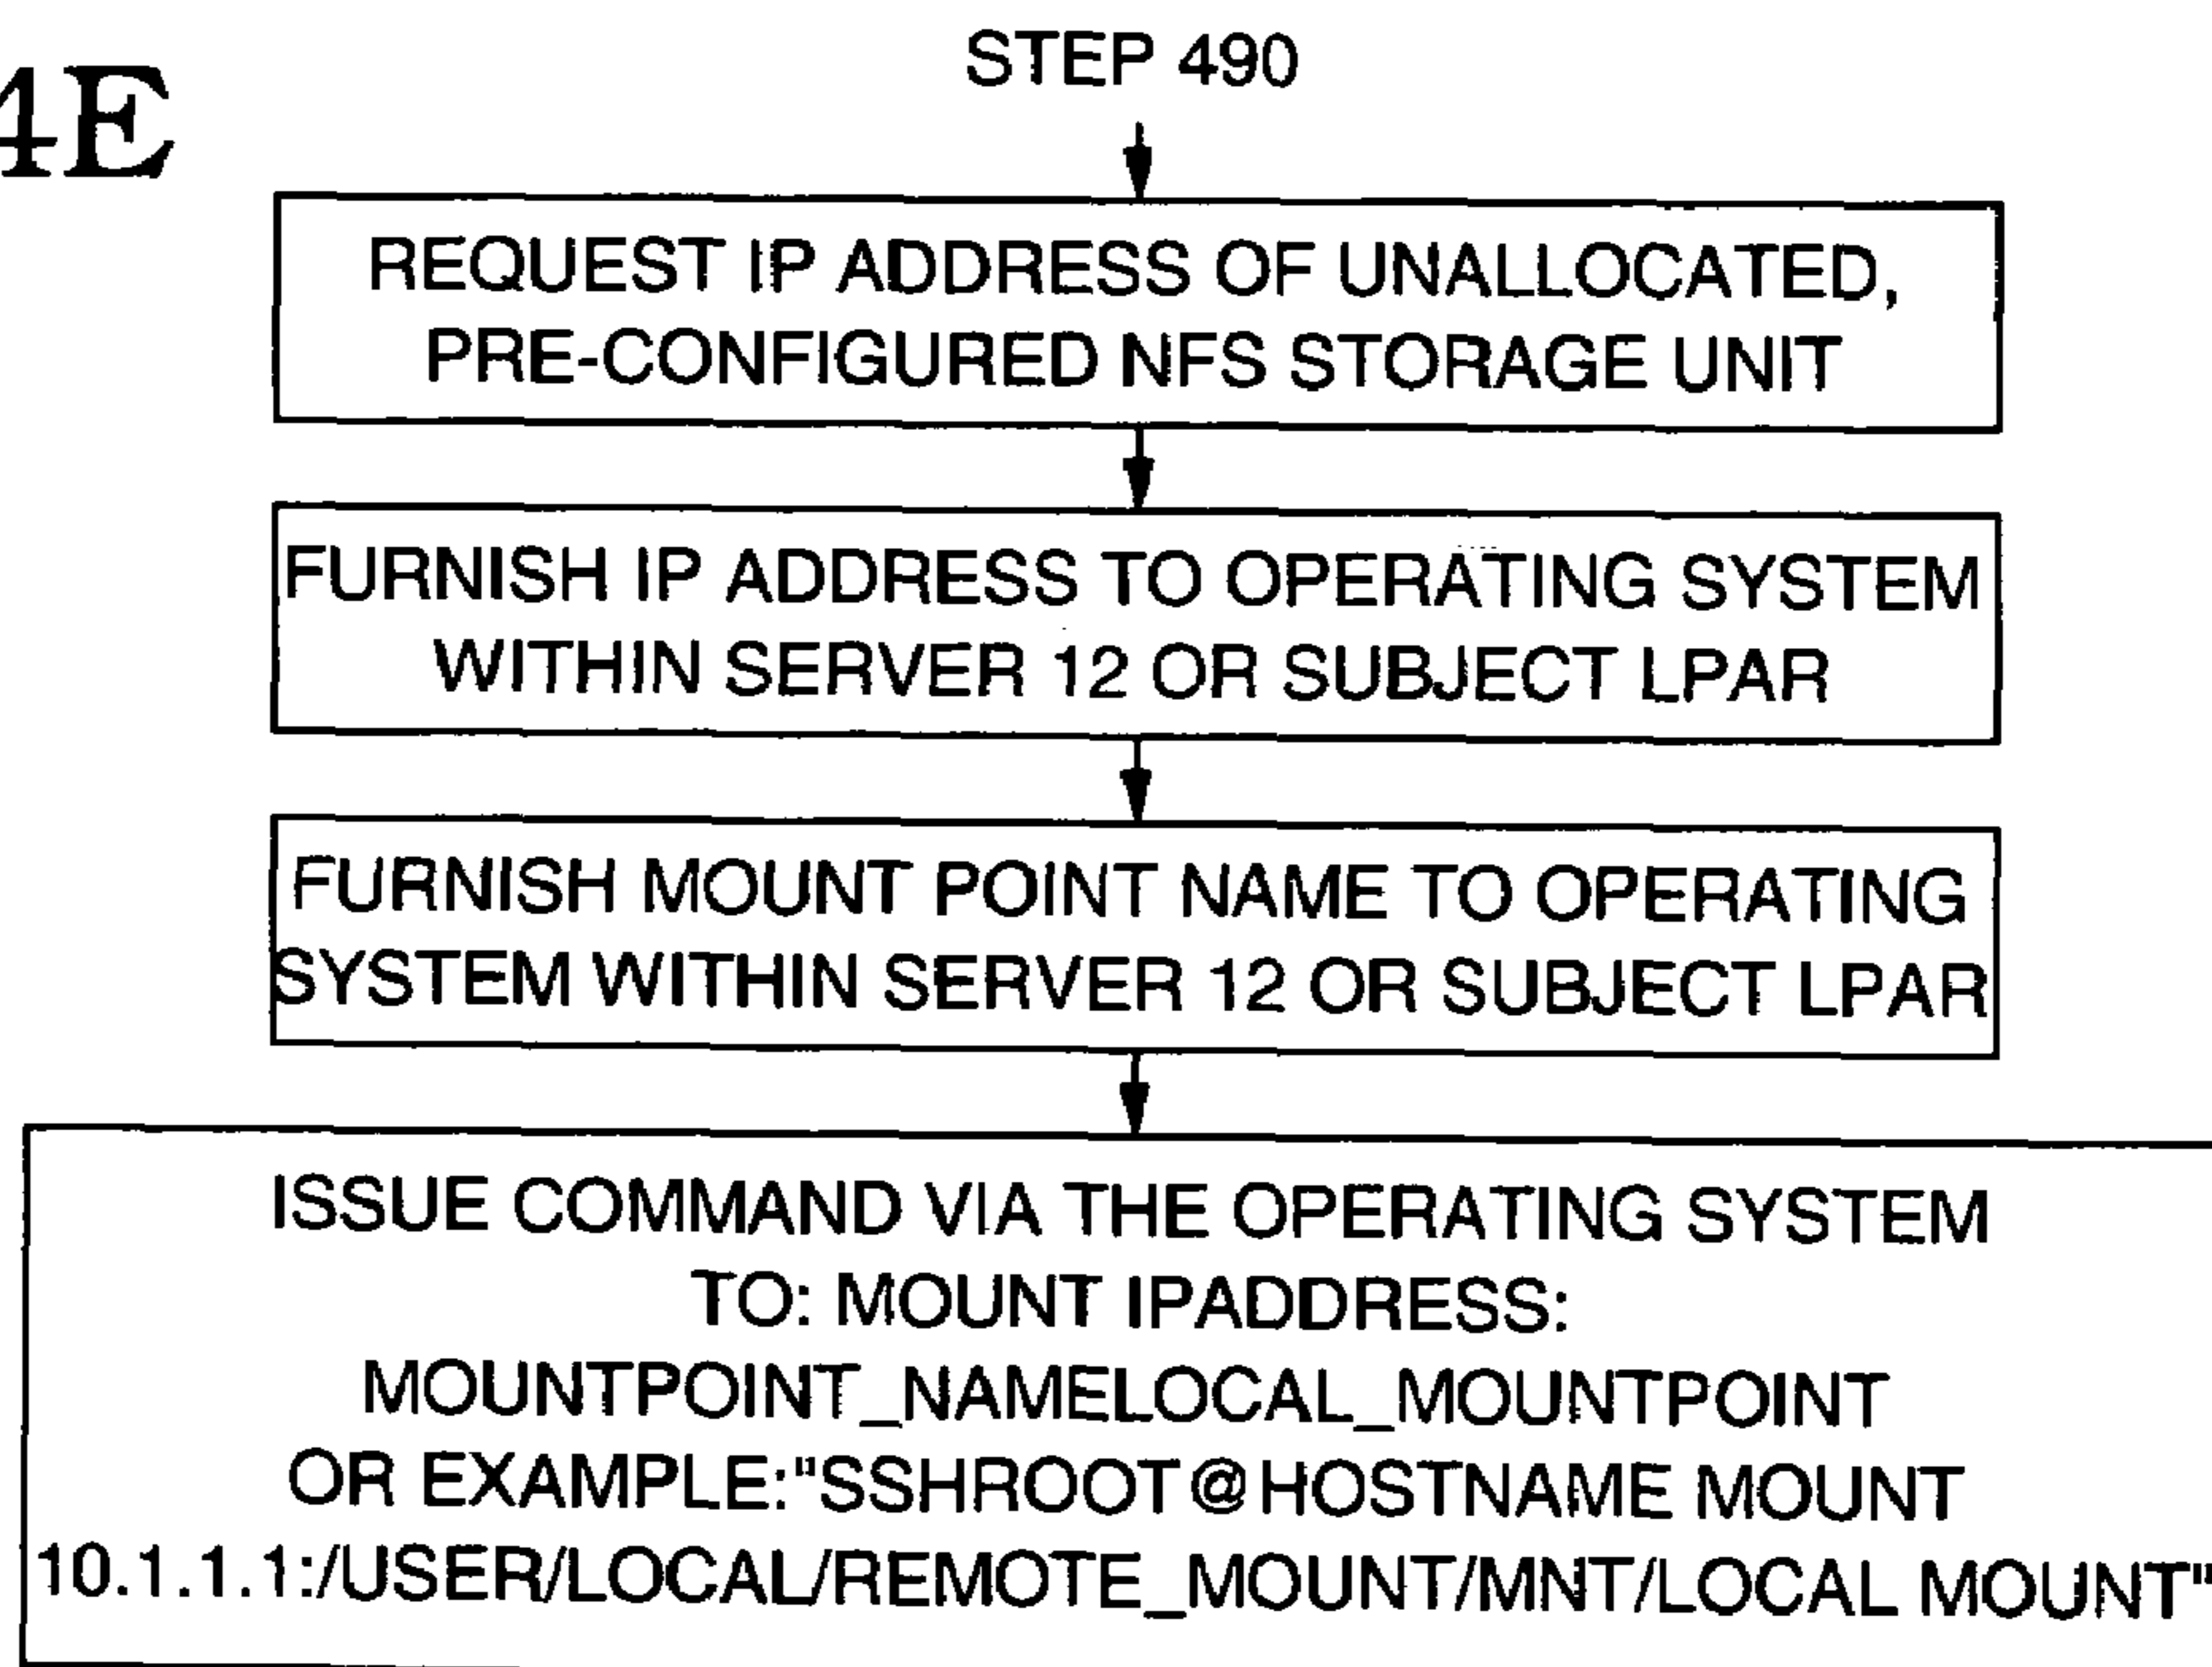 4E
STEP 490
REQUEST IP ADDRESS OF UNALLOCATED,
PRE-CONFIGURED NFS STORAGE UNIT
FURNISH IP ADDRESS TO OPERATING SYSTEM
WITHIN SERVER 12 OR SUBJECT LPAR
FURNISH MOUNT POINT NAME TO OPERATING
SYSTEM WITHIN SERVER 12 OR SUBJECT LPAR
ISSUE COMMAND VIA THE OPERATING SYSTEM
TO: MOUNT IPADDRESS:
MOUNTPOINT_NAMELOCAL_MOUNTPOINT
OR EXAMPLE:"SSHROOT@HOSTNAME MOUNT
10.1.1.1:/USER/LOCAL/REMOTE_MOUNT/MNT/LOCAL MOUNT"